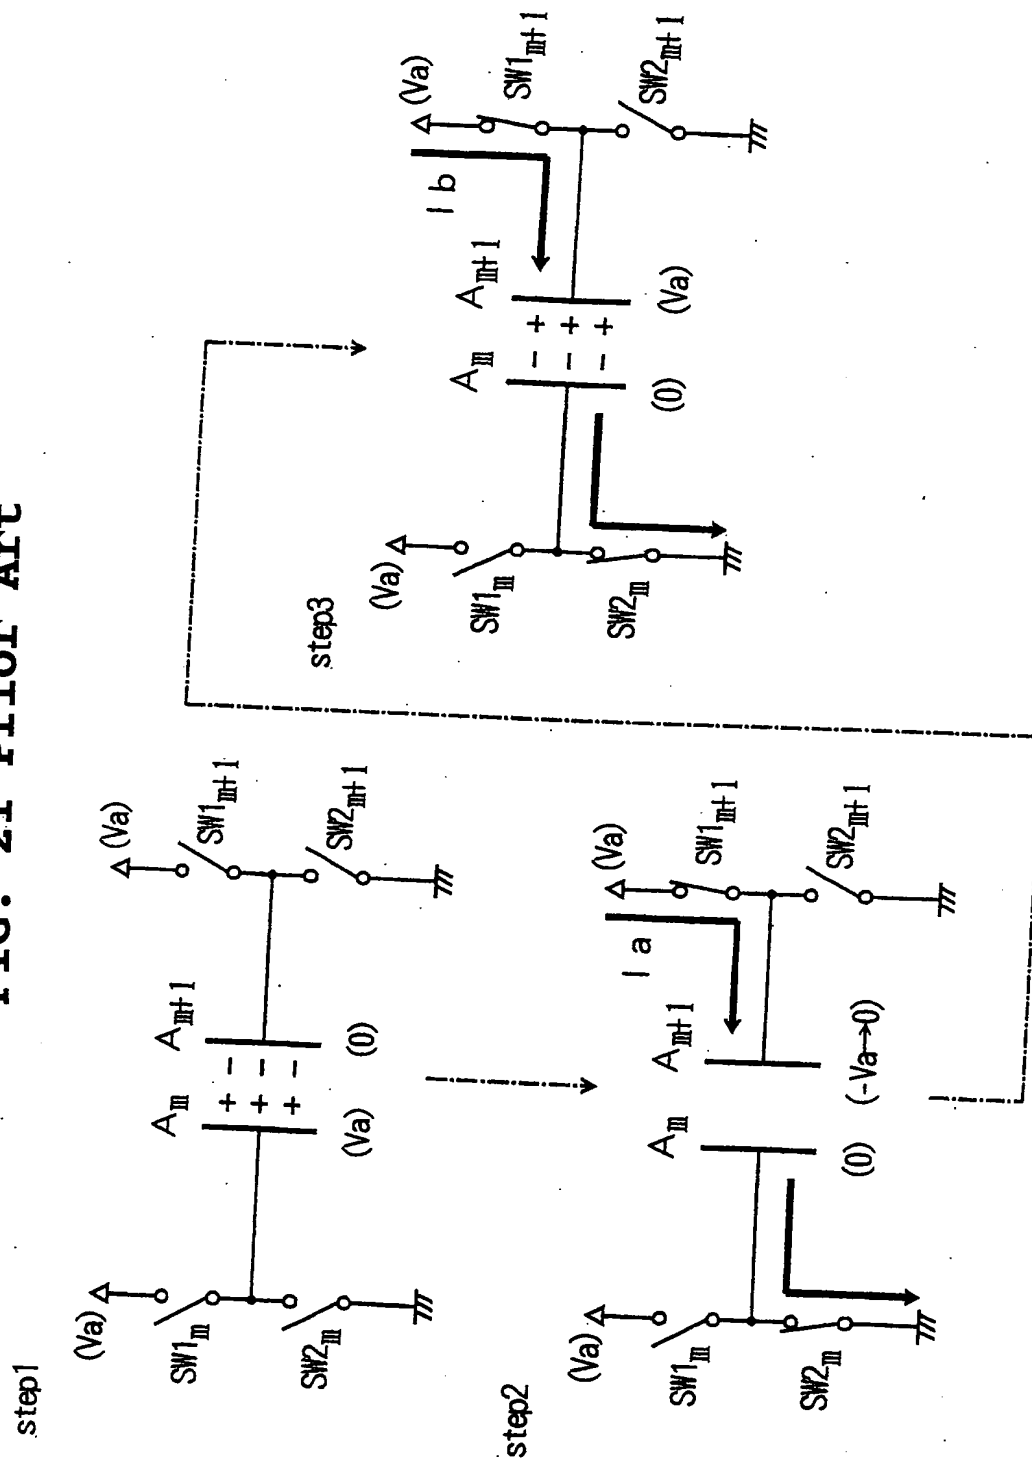 FIG. 21 Prior Art
step1
(Va)
(Va)
SW1m
SW1m+1
Am
Am+1
+ −
+ −
+ −
SW2m
SW2m+1
(Va)
(0)
step2
(Va)
(Va)
SW1m
SW1m+1
Ia
Am
Am+1
SW2m
SW2m+1
(0)
(-Va→0)
step3
(Va)
(Va)
SW1m
SW1m+1
Ib
Am
Am+1
− +
− +
− +
SW2m
SW2m+1
(0)
(Va)